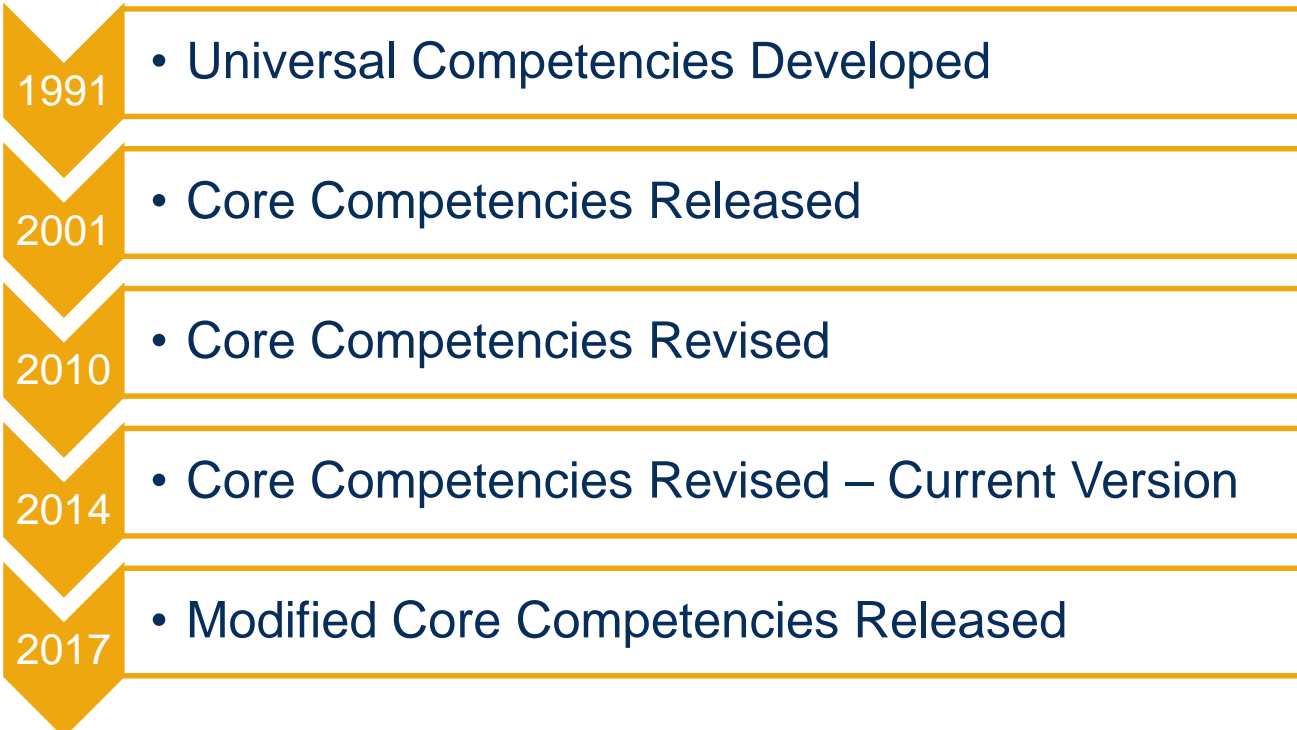 1991
• Universal Competencies Developed
2001
• Core Competencies Released
2010
• Core Competencies Revised
2014
• Core Competencies Revised – Current Version
2017
• Modified Core Competencies Released